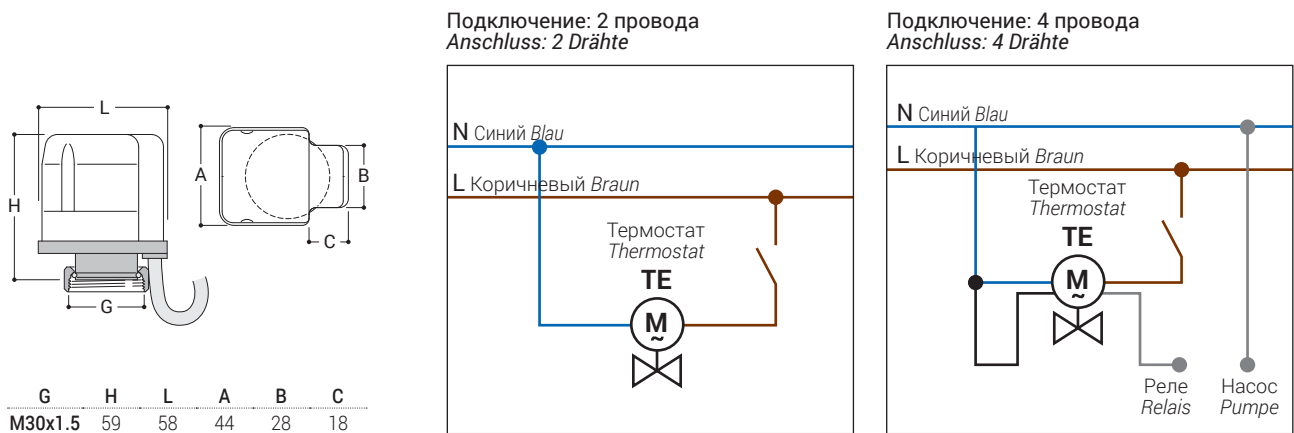 Подключение: 2 провода
Anschluss: 2 Drähte
Подключение: 4 провода
Anschluss: 4 Drähte
L
H
G
A
B
C
G H L A B C
M30x1.5 59 58 44 28 18
N Синий Blau
L Коричневый Braun
Термостат
Thermostat
TE
M
~
N Синий Blau
L Коричневый Braun
Термостат
Thermostat
TE
M
~
Реле
Relais
Насос
Pumpe